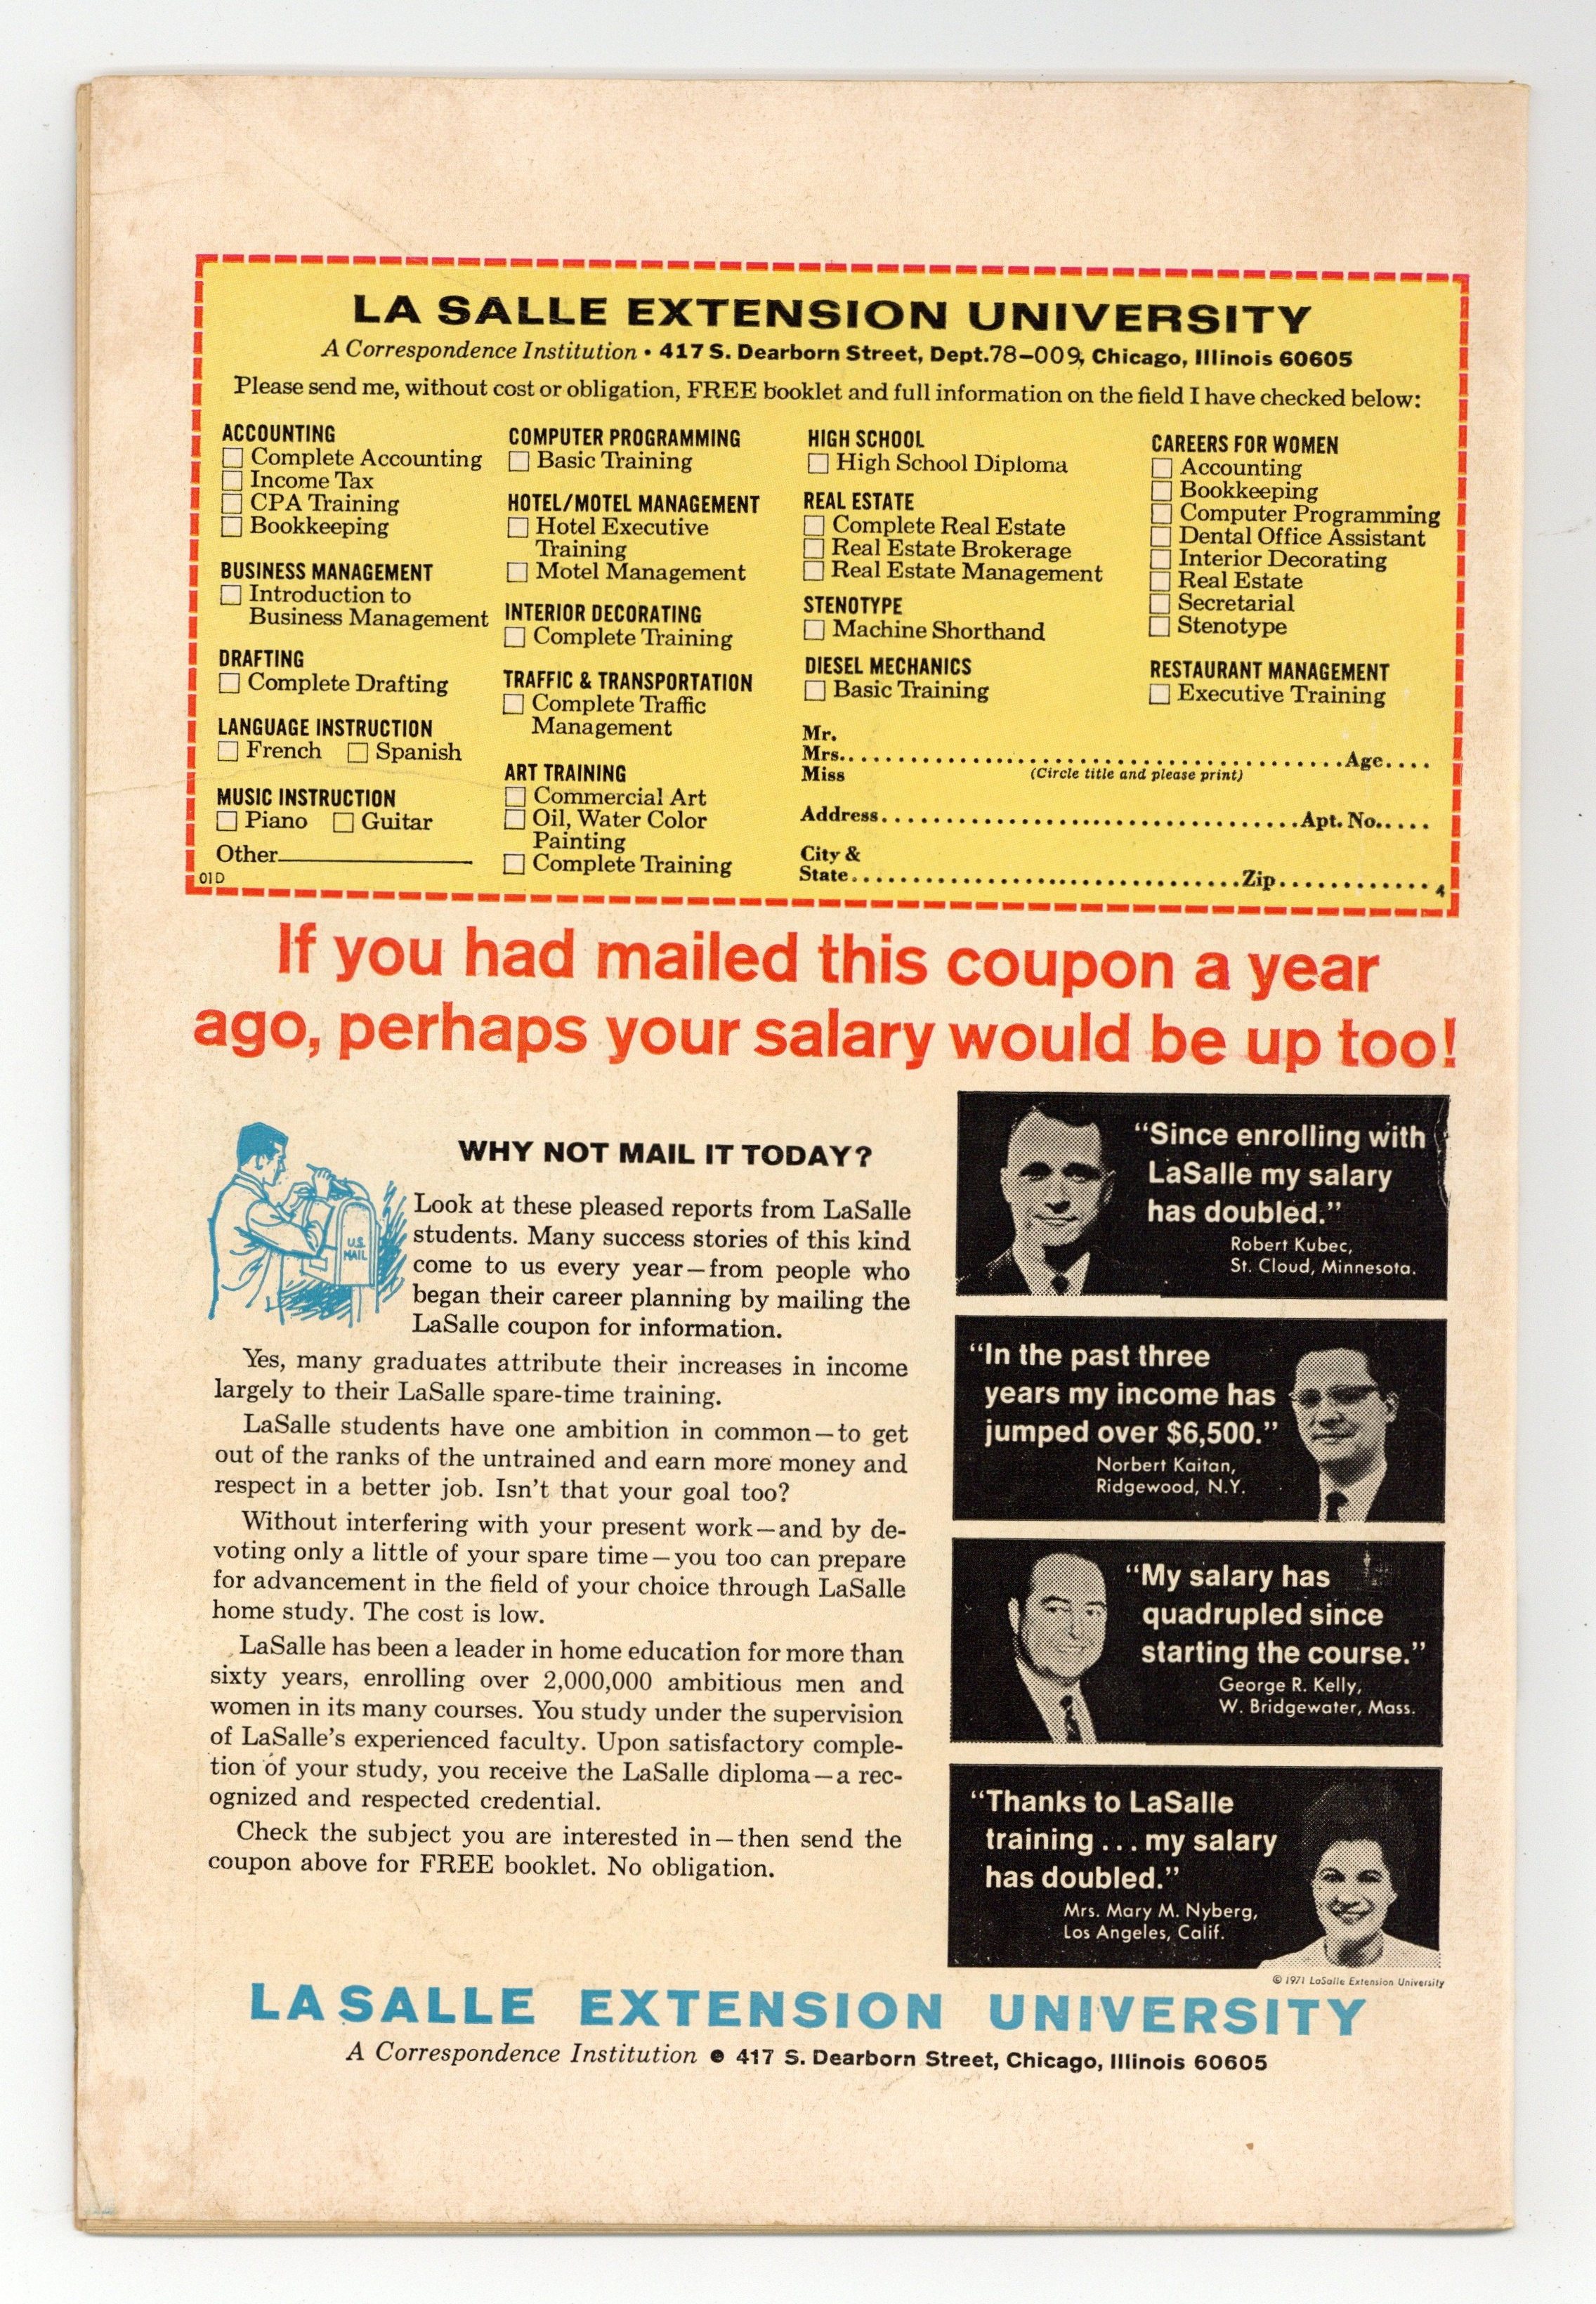 LA SALLE EXTENSION UNIVERSITY
A Correspondence Institution • 417 S. Dearborn Street, Dept.78-009, Chicago, Illinois 60605
Please send me, without cost or obligation, FREE booklet and full information on the field I have checked below:
ACCOUNTING
Complete Accounting
Income Tax
CPA Training
Bookkeeping
BUSINESS MANAGEMENT
Introduction to
Business Management
DRAFTING
Complete Drafting
LANGUAGE INSTRUCTION
French Spanish
MUSIC INSTRUCTION
Piano Guitar
Other
01D
COMPUTER PROGRAMMING
Basic Training
HOTEL/MOTEL MANAGEMENT
Hotel Executive
Training
Motel Management
INTERIOR DECORATING
Complete Training
TRAFFIC & TRANSPORTATION
Complete Traffic
Management
ART TRAINING
Commercial Art
Oil, Water Color
Painting
Complete Training
HIGH SCHOOL
High School Diploma
REAL ESTATE
Complete Real Estate
Real Estate Brokerage
Real Estate Management
STENOTYPE
Machine Shorthand
DIESEL MECHANICS
Basic Training
CAREERS FOR WOMEN
Accounting
Bookkeeping
Computer Programming
Dental Office Assistant
Interior Decorating
Real Estate
Secretarial
Stenotype
RESTAURANT MANAGEMENT
Executive Training
Mr.
Mrs. Age
Miss (Circle title and please print)
Address Apt. No.
City &
State Zip
4
If you had mailed this coupon a year
ago, perhaps your salary would be up too!
WHY NOT MAIL IT TODAY?
U.S.
MAIL
Look at these pleased reports from LaSalle
students. Many success stories of this kind
come to us every year—from people who
began their career planning by mailing the
LaSalle coupon for information.
Yes, many graduates attribute their increases in income
largely to their LaSalle spare-time training.
LaSalle students have one ambition in common—to get
out of the ranks of the untrained and earn more money and
respect in a better job. Isn't that your goal too?
Without interfering with your present work—and by de-
voting only a little of your spare time—you too can prepare
for advancement in the field of your choice through LaSalle
home study. The cost is low.
LaSalle has been a leader in home education for more than
sixty years, enrolling over 2,000,000 ambitious men and
women in its many courses. You study under the supervision
of LaSalle's experienced faculty. Upon satisfactory comple-
tion of your study, you receive the LaSalle diploma—a rec-
ognized and respected credential.
Check the subject you are interested in—then send the
coupon above for FREE booklet. No obligation.
"Since enrolling with
LaSalle my salary
has doubled."
Robert Kubec,
St. Cloud, Minnesota.
"In the past three
years my income has
jumped over $6,500."
Norbert Kaitan,
Ridgewood, N.Y.
"My salary has
quadrupled since
starting the course."
George R. Kelly,
W. Bridgewater, Mass.
"Thanks to LaSalle
training . . . my salary
has doubled."
Mrs. Mary M. Nyberg,
Los Angeles, Calif.
© 1971 LaSalle Extension University
LASALLE EXTENSION UNIVERSITY
A Correspondence Institution • 417 S. Dearborn Street, Chicago, Illinois 60605